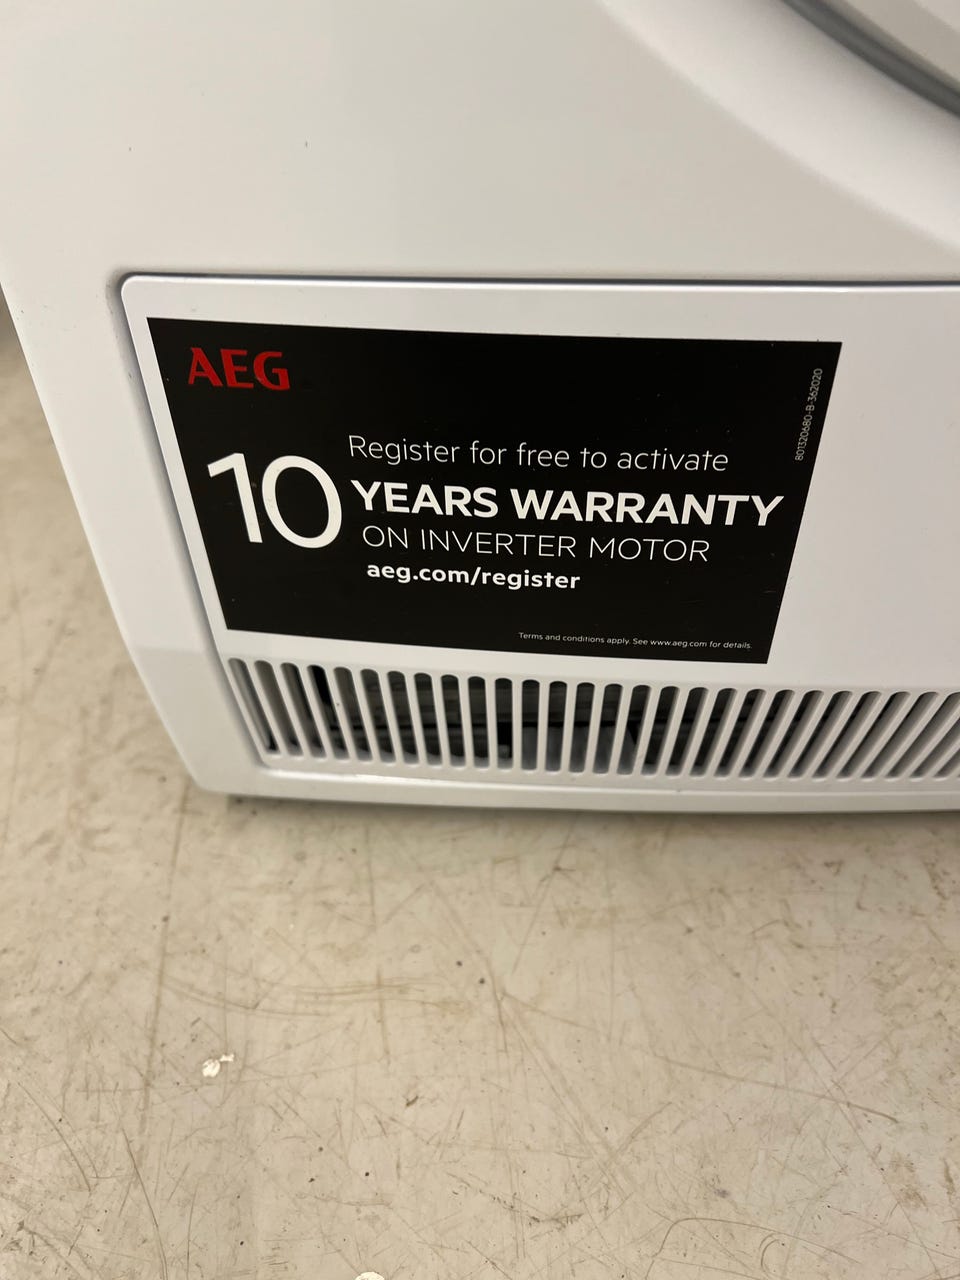 AEG
Register for free to activate
10 YEARS WARRANTY
ON INVERTER MOTOR
aeg.com/register
Terms and conditions apply. See www.aeg.com for details.
801320680-B-362020